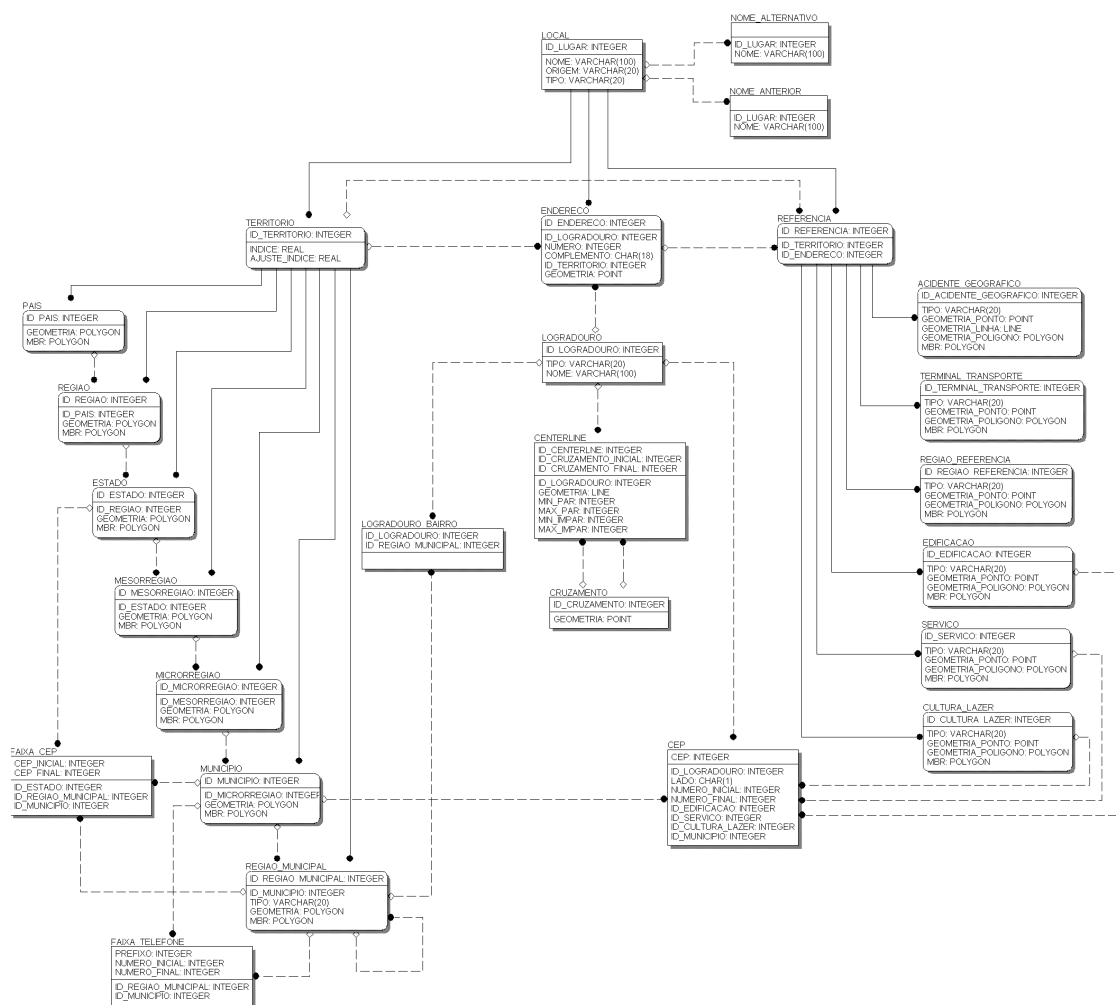 LOCAL
ID_LUGAR: INTEGER
NOME: VARCHAR(100)
ORIGEM: VARCHAR(20)
TIPO: VARCHAR(20)
NOME_ALTERNATIVO
ID_LUGAR: INTEGER
NOME: VARCHAR(100)
NOME_ANTERIOR
ID_LUGAR: INTEGER
NOME: VARCHAR(100)
TERRITORIO
ID_TERRITORIO: INTEGER
INDICE: REAL
AJUSTE_INDICE: REAL
ENDERECO
ID_ENDERECO: INTEGER
ID_LOGRADOURO: INTEGER
NUMERO: INTEGER
COMPLEMENTO: CHAR(18)
ID_TERRITORIO: INTEGER
GEOMETRIA: POINT
REFERENCIA
ID_REFERENCIA: INTEGER
ID_TERRITORIO: INTEGER
ID_ENDERECO: INTEGER
PAIS
ID_PAIS: INTEGER
GEOMETRIA: POLYGON
MBR: POLYGON
REGIAO
ID_REGIAO: INTEGER
ID_PAIS: INTEGER
GEOMETRIA: POLYGON
MBR: POLYGON
ESTADO
ID_ESTADO: INTEGER
ID_REGIAO: INTEGER
GEOMETRIA: POLYGON
MBR: POLYGON
MESORREGIAO
ID_MESORREGIAO: INTEGER
ID_ESTADO: INTEGER
GEOMETRIA: POLYGON
MBR: POLYGON
MICRORREGIAO
ID_MICRORREGIAO: INTEGER
ID_MESORREGIAO: INTEGER
GEOMETRIA: POLYGON
MBR: POLYGON
FAIXA_CEP
CEP_INICIAL: INTEGER
CEP_FINAL: INTEGER
ID_ESTADO: INTEGER
ID_REGIAO_MUNICIPAL: INTEGER
ID_MUNICIPIO: INTEGER
MUNICIPIO
ID_MUNICIPIO: INTEGER
ID_MICRORREGIAO: INTEGER
GEOMETRIA: POLYGON
MBR: POLYGON
REGIAO_MUNICIPAL
ID_REGIAO_MUNICIPAL: INTEGER
ID_MUNICIPIO: INTEGER
TIPO: VARCHAR(20)
GEOMETRIA: POLYGON
MBR: POLYGON
FAIXA_TELEFONE
PREFIXO: INTEGER
NUMERO_INICIAL: INTEGER
NUMERO_FINAL: INTEGER
ID_REGIAO_MUNICIPAL: INTEGER
ID_MUNICIPIO: INTEGER
LOGRADOURO
ID_LOGRADOURO: INTEGER
TIPO: VARCHAR(20)
NOME: VARCHAR(100)
CENTERLINE
ID_CENTERLNE: INTEGER
ID_CRUZAMENTO_INICIAL: INTEGER
ID_CRUZAMENTO_FINAL: INTEGER
ID_LOGRADOURO: INTEGER
GEOMETRIA: LINE
MIN_PAR: INTEGER
MAX_PAR: INTEGER
MIN_IMPAR: INTEGER
MAX_IMPAR: INTEGER
LOGRADOURO_BAIRRO
ID_LOGRADOURO: INTEGER
ID_REGIAO_MUNICIPAL: INTEGER
CRUZAMENTO
ID_CRUZAMENTO: INTEGER
GEOMETRIA: POINT
ACIDENTE_GEOGRAFICO
ID_ACIDENTE_GEOGRAFICO: INTEGER
TIPO: VARCHAR(20)
GEOMETRIA_PONTO: POINT
GEOMETRIA_LINHA: LINE
GEOMETRIA_POLIGONO: POLYGON
MBR: POLYGON
TERMINAL_TRANSPORTE
ID_TERMINAL_TRANSPORTE: INTEGER
TIPO: VARCHAR(20)
GEOMETRIA_PONTO: POINT
GEOMETRIA_POLIGONO: POLYGON
MBR: POLYGON
REGIAO_REFERENCIA
ID_REGIAO_REFERENCIA: INTEGER
TIPO: VARCHAR(20)
GEOMETRIA_PONTO: POINT
GEOMETRIA_POLIGONO: POLYGON
MBR: POLYGON
EDIFICACAO
ID_EDIFICACAO: INTEGER
TIPO: VARCHAR(20)
GEOMETRIA_PONTO: POINT
GEOMETRIA_POLIGONO: POLYGON
MBR: POLYGON
SERVICO
ID_SERVICO: INTEGER
TIPO: VARCHAR(20)
GEOMETRIA_PONTO: POINT
GEOMETRIA_POLIGONO: POLYGON
MBR: POLYGON
CULTURA_LAZER
ID_CULTURA_LAZER: INTEGER
TIPO: VARCHAR(20)
GEOMETRIA_PONTO: POINT
GEOMETRIA_POLIGONO: POLYGON
MBR: POLYGON
CEP
CEP: INTEGER
ID_LOGRADOURO: INTEGER
LADO: CHAR(1)
NUMERO_INICIAL: INTEGER
NUMERO_FINAL: INTEGER
ID_EDIFICACAO: INTEGER
ID_SERVICO: INTEGER
ID_CULTURA_LAZER: INTEGER
ID_MUNICIPIO: INTEGER